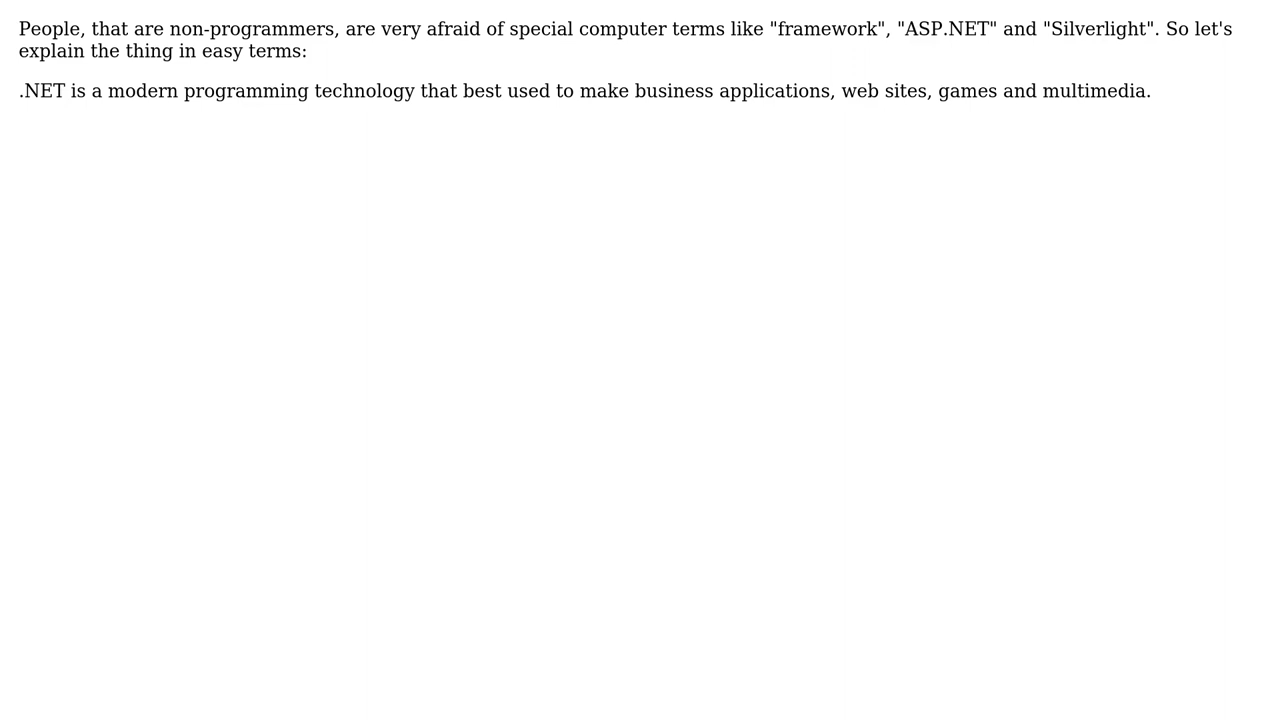 People, that are non-programmers, are very afraid of special computer terms like "framework", "ASP.NET" and "Silverlight". So let's
explain the thing in easy terms:
.NET is a modern programming technology that best used to make business applications, web sites, games and multimedia.